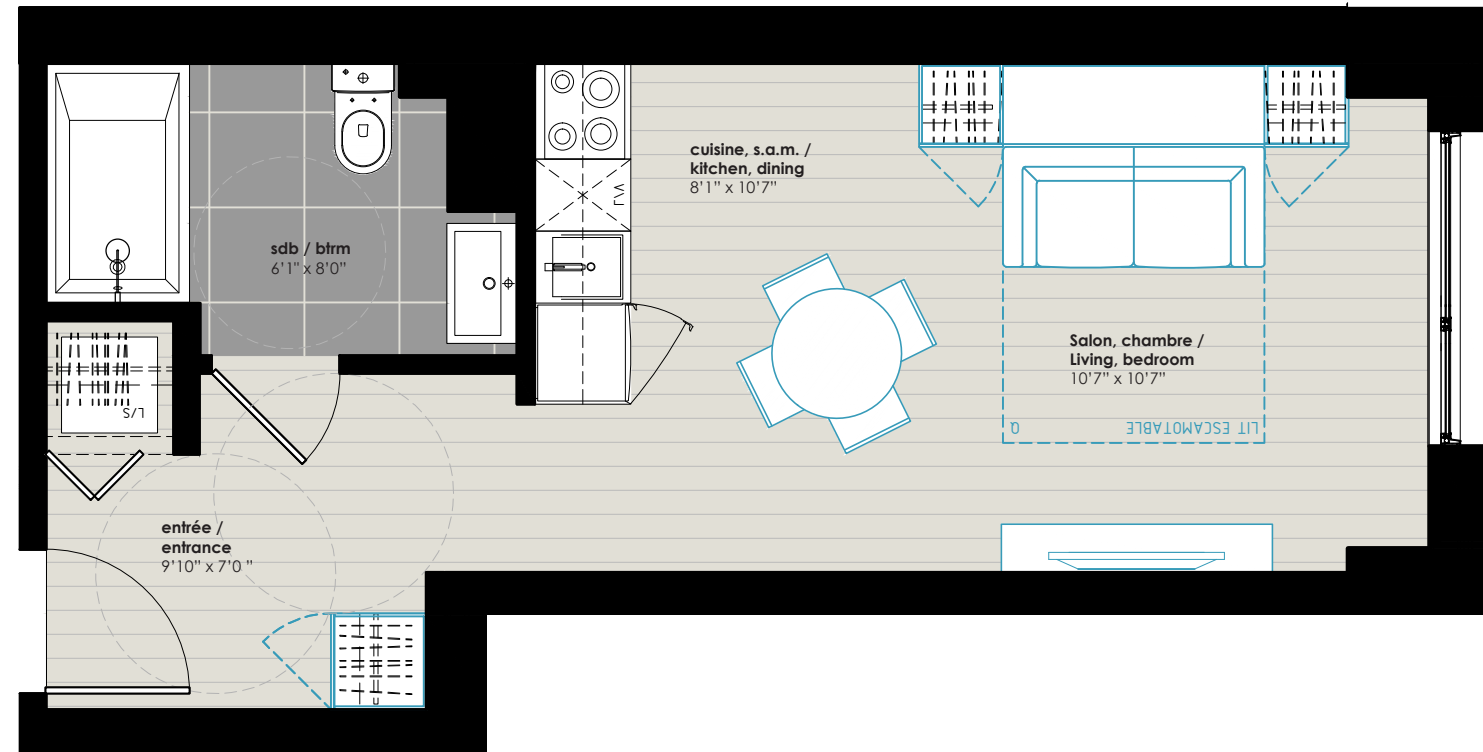 cuisine, s.a.m. /
kitchen, dining
8'1" x 10'7"
L/V
sdb / btrm
6'1" x 8'0"
Salon, chambre /
Living, bedroom
10'7" x 10'7"
L/S
LIT ESCAMOTABLE Q
entrée /
entrance
9'10" x 7'0 "